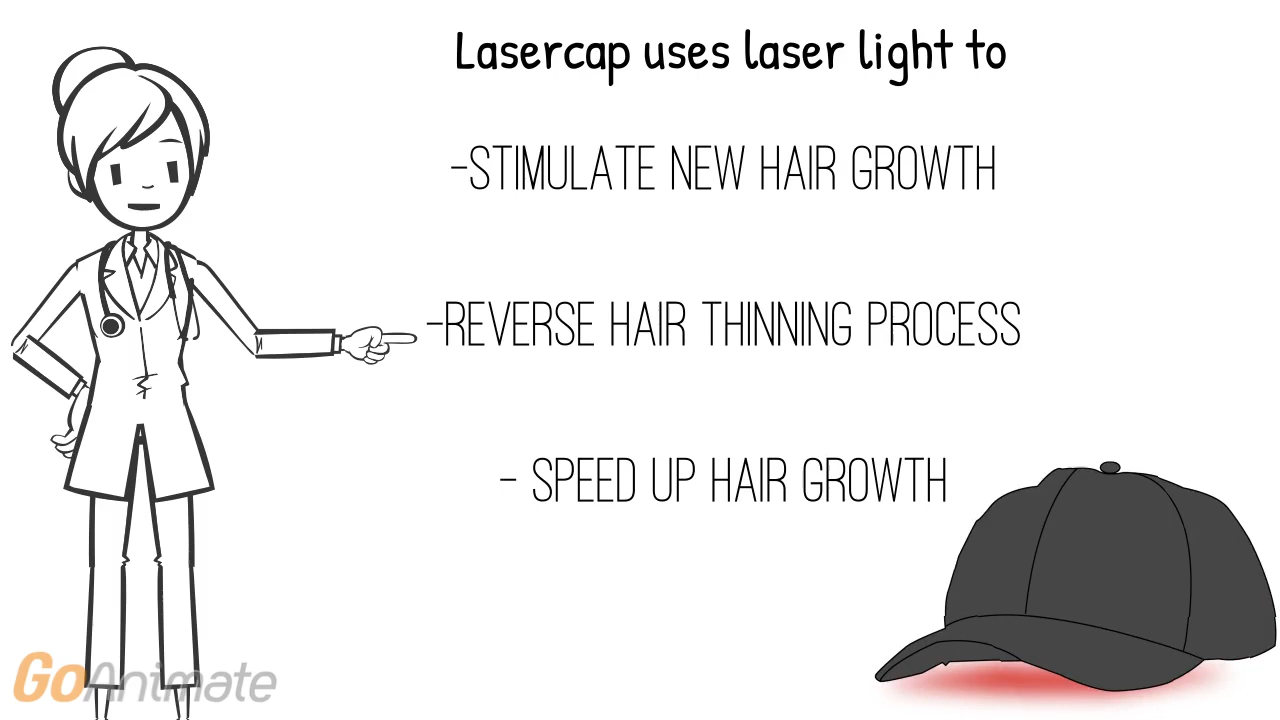 Lasercap uses laser light to
-STIMULATE NEW HAIR GROWTH
-REVERSE HAIR THINNING PROCESS
- SPEED UP HAIR GROWTH
GoAnimate